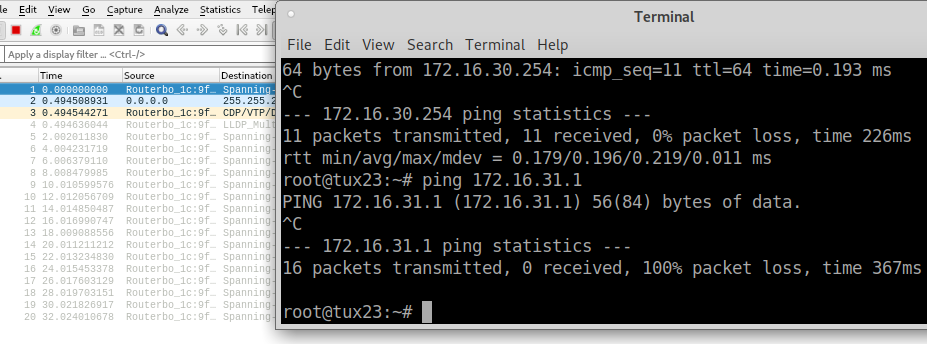 le Edit View Go Capture Analyze Statistics Telep
Apply a display filter ... <Ctrl-/>
Time Source Destination
1 0.000000000 Routerbo_1c:9f... Spanning-
2 0.494508931 0.0.0.0 255.255.2
3 0.494544271 Routerbo_1c:9f... CDP/VTP/D
4 0.494636044 Routerbo_1c:9f... LLDP_Mult
5 2.002011830 Routerbo_1c:9f... Spanning-
6 4.004231719 Routerbo_1c:9f... Spanning-
7 6.006379110 Routerbo_1c:9f... Spanning-
8 8.008479985 Routerbo_1c:9f... Spanning-
9 10.010599576 Routerbo_1c:9f... Spanning-
10 12.012056709 Routerbo_1c:9f... Spanning-
11 14.014850487 Routerbo_1c:9f... Spanning-
12 16.016990747 Routerbo_1c:9f... Spanning-
13 18.009088556 Routerbo_1c:9f... Spanning-
14 20.011211212 Routerbo_1c:9f... Spanning-
15 22.013234830 Routerbo_1c:9f... Spanning-
16 24.015453378 Routerbo_1c:9f... Spanning-
17 26.017603129 Routerbo_1c:9f... Spanning-
18 28.019703151 Routerbo_1c:9f... Spanning-
19 30.021826917 Routerbo_1c:9f... Spanning-
20 32.024010678 Routerbo_1c:9f... Spanning-
Terminal
File Edit View Search Terminal Help
64 bytes from 172.16.30.254: icmp_seq=11 ttl=64 time=0.193 ms
^C
--- 172.16.30.254 ping statistics ---
11 packets transmitted, 11 received, 0% packet loss, time 226ms
rtt min/avg/max/mdev = 0.179/0.196/0.219/0.011 ms
root@tux23:~# ping 172.16.31.1
PING 172.16.31.1 (172.16.31.1) 56(84) bytes of data.
^C
--- 172.16.31.1 ping statistics ---
16 packets transmitted, 0 received, 100% packet loss, time 367ms
root@tux23:~#